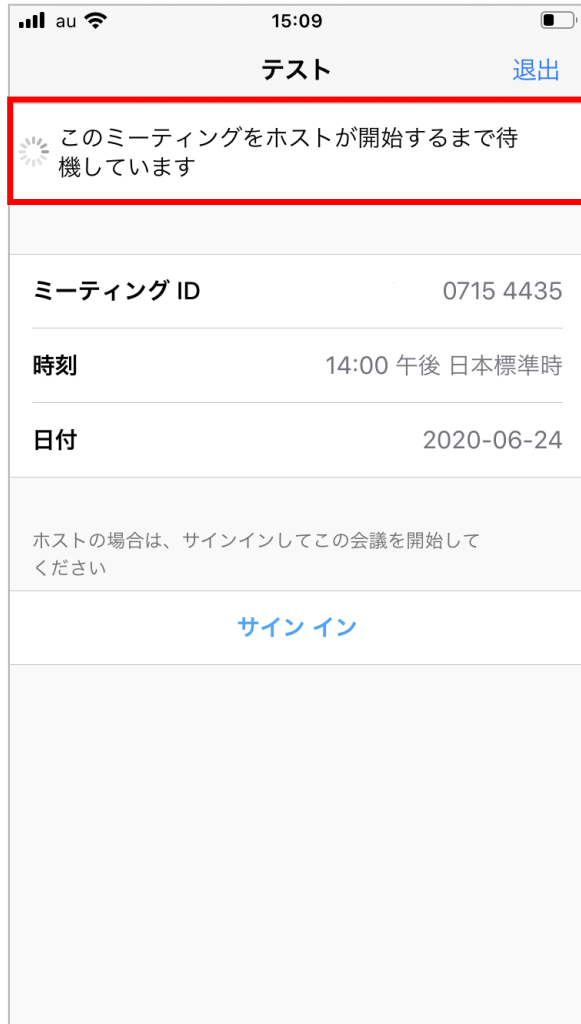 au 15:09
テスト 退出
このミーティングをホストが開始するまで待
機しています
ミーティング ID 0715 4435
時刻 14:00 午後 日本標準時
日付 2020-06-24
ホストの場合は、サインインしてこの会議を開始して
ください
サイン イン